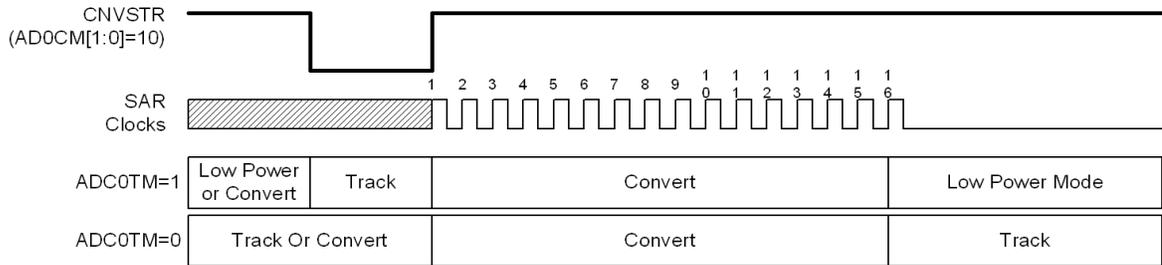 CNVSTR
(AD0CM[1:0]=10)
1 2 3 4 5 6 7 8 9 10 11 12 13 14 15 16
SAR
Clocks
ADC0TM=1
Low Power
or Convert
Track
Convert
Low Power Mode
ADC0TM=0
Track Or Convert
Convert
Track